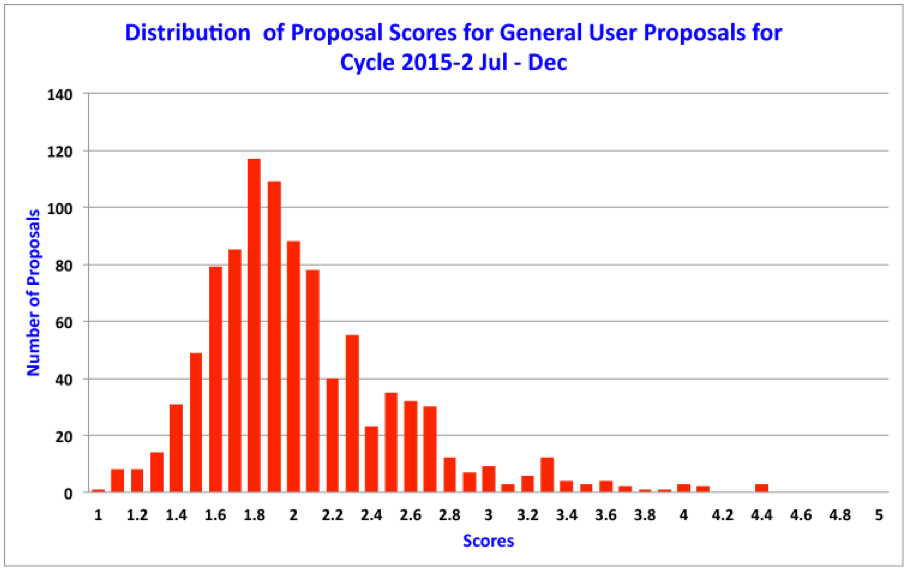 Distribution of Proposal Scores for General User Proposals for
Cycle 2015-2 Jul - Dec
140
120
100
80
60
40
20
0
Number of Proposals
1 1.2 1.4 1.6 1.8 2 2.2 2.4 2.6 2.8 3 3.2 3.4 3.6 3.8 4 4.2 4.4 4.6 4.8 5
Scores